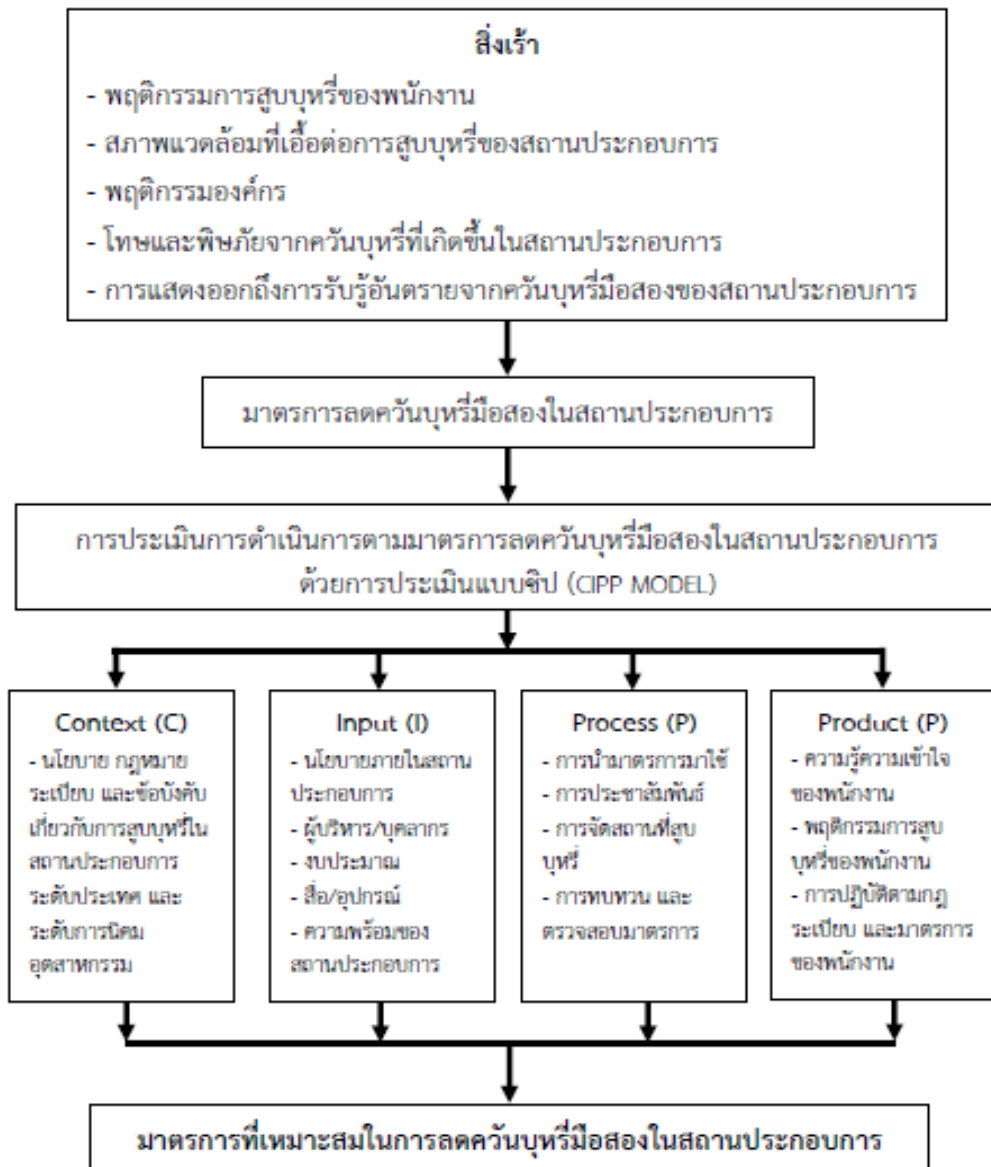 สิ่งเร้า
- พฤติกรรมการสูบบุหรี่ของพนักงาน
- สภาพแวดล้อมที่เอื้อต่อการสูบบุหรี่ของสถานประกอบการ
- พฤติกรรมองค์กร
- โทษและพิษภัยจากควันบุหรี่ที่เกิดขึ้นในสถานประกอบการ
- การแสดงออกถึงการรับรู้อันตรายจากควันบุหรี่มือสองของสถานประกอบการ
มาตรการลดควันบุหรี่มือสองในสถานประกอบการ
การประเมินการดำเนินการตามมาตรการลดควันบุหรี่มือสองในสถานประกอบการ
ด้วยการประเมินแบบซิป (CIPP MODEL)
Context (C)
- นโยบาย กฎหมาย
ระเบียบ และข้อบังคับ
เกี่ยวกับการสูบบุหรี่ใน
สถานประกอบการ
ระดับประเทศ และ
ระดับการนิคม
อุตสาหกรรม
Input (I)
- นโยบายภายในสถาน
ประกอบการ
- ผู้บริหาร/บุคลากร
- งบประมาณ
- สื่อ/อุปกรณ์
- ความพร้อมของ
สถานประกอบการ
Process (P)
- การนำมาตรการมาใช้
- การประชาสัมพันธ์
- การจัดสถานที่สูบ
บุหรี่
- การทบทวน และ
ตรวจสอบมาตรการ
Product (P)
- ความรู้ความเข้าใจ
ของพนักงาน
- พฤติกรรมการสูบ
บุหรี่ของพนักงาน
- การปฏิบัติตามกฎ
ระเบียบ และมาตรการ
ของพนักงาน
มาตรการที่เหมาะสมในการลดควันบุหรี่มือสองในสถานประกอบการ